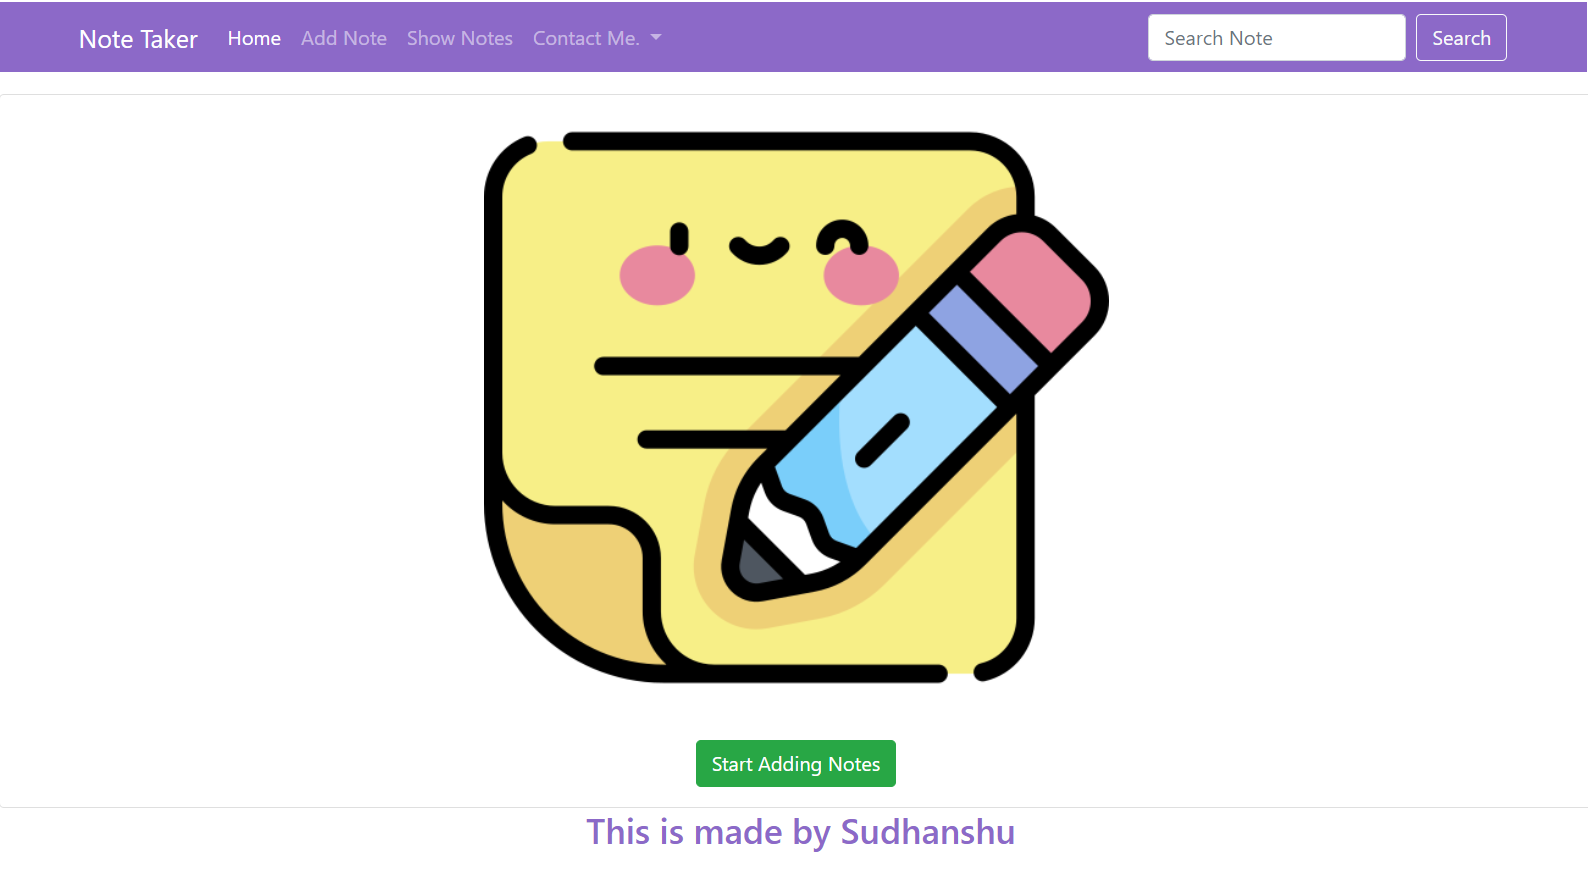 Note Taker Home Add Note Show Notes Contact Me. Search Note Search
Start Adding Notes
This is made by Sudhanshu